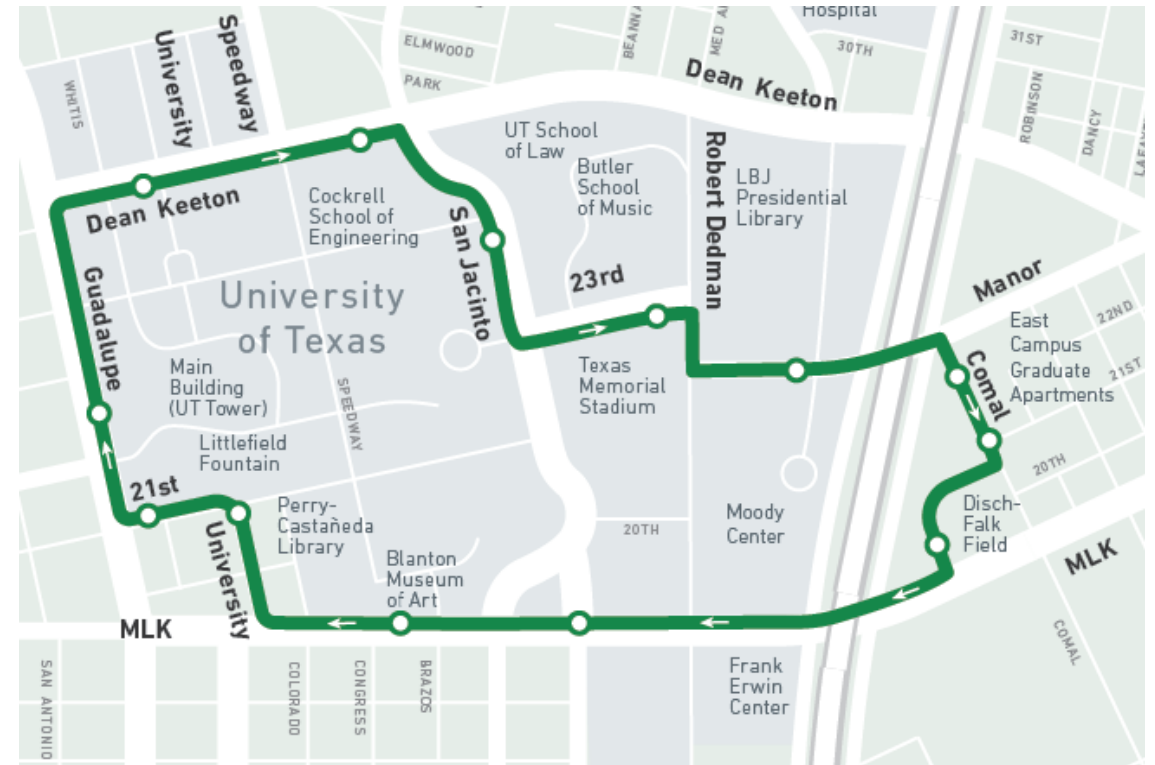 Hospital
Speedway
University
WHITIS
ELMWOOD
PARK
BEANNA
MED A
30TH
31ST
ROBINSON
DANCY
Dean Keeton
UT School
of Law
Butler
School
of Music
Robert Dedman
LBJ
Presidential
Library
Dean Keeton
Cockrell
School of
Engineering
San Jacinto
23rd
Manor
Guadalupe
University
of Texas
Main
Building
(UT Tower)
SPEEDWAY
Texas
Memorial
Stadium
Comal
East
Campus
Graduate
Apartments
22ND
21ST
20TH
Littlefield
Fountain
21st
University
Perry-
Castañeda
Library
Blanton
Museum
of Art
20TH
Moody
Center
Disch-
Falk
Field
MLK
MLK
COMAL
SAN ANTONIO
COLORADO
CONGRESS
BRAZOS
Frank
Erwin
Center